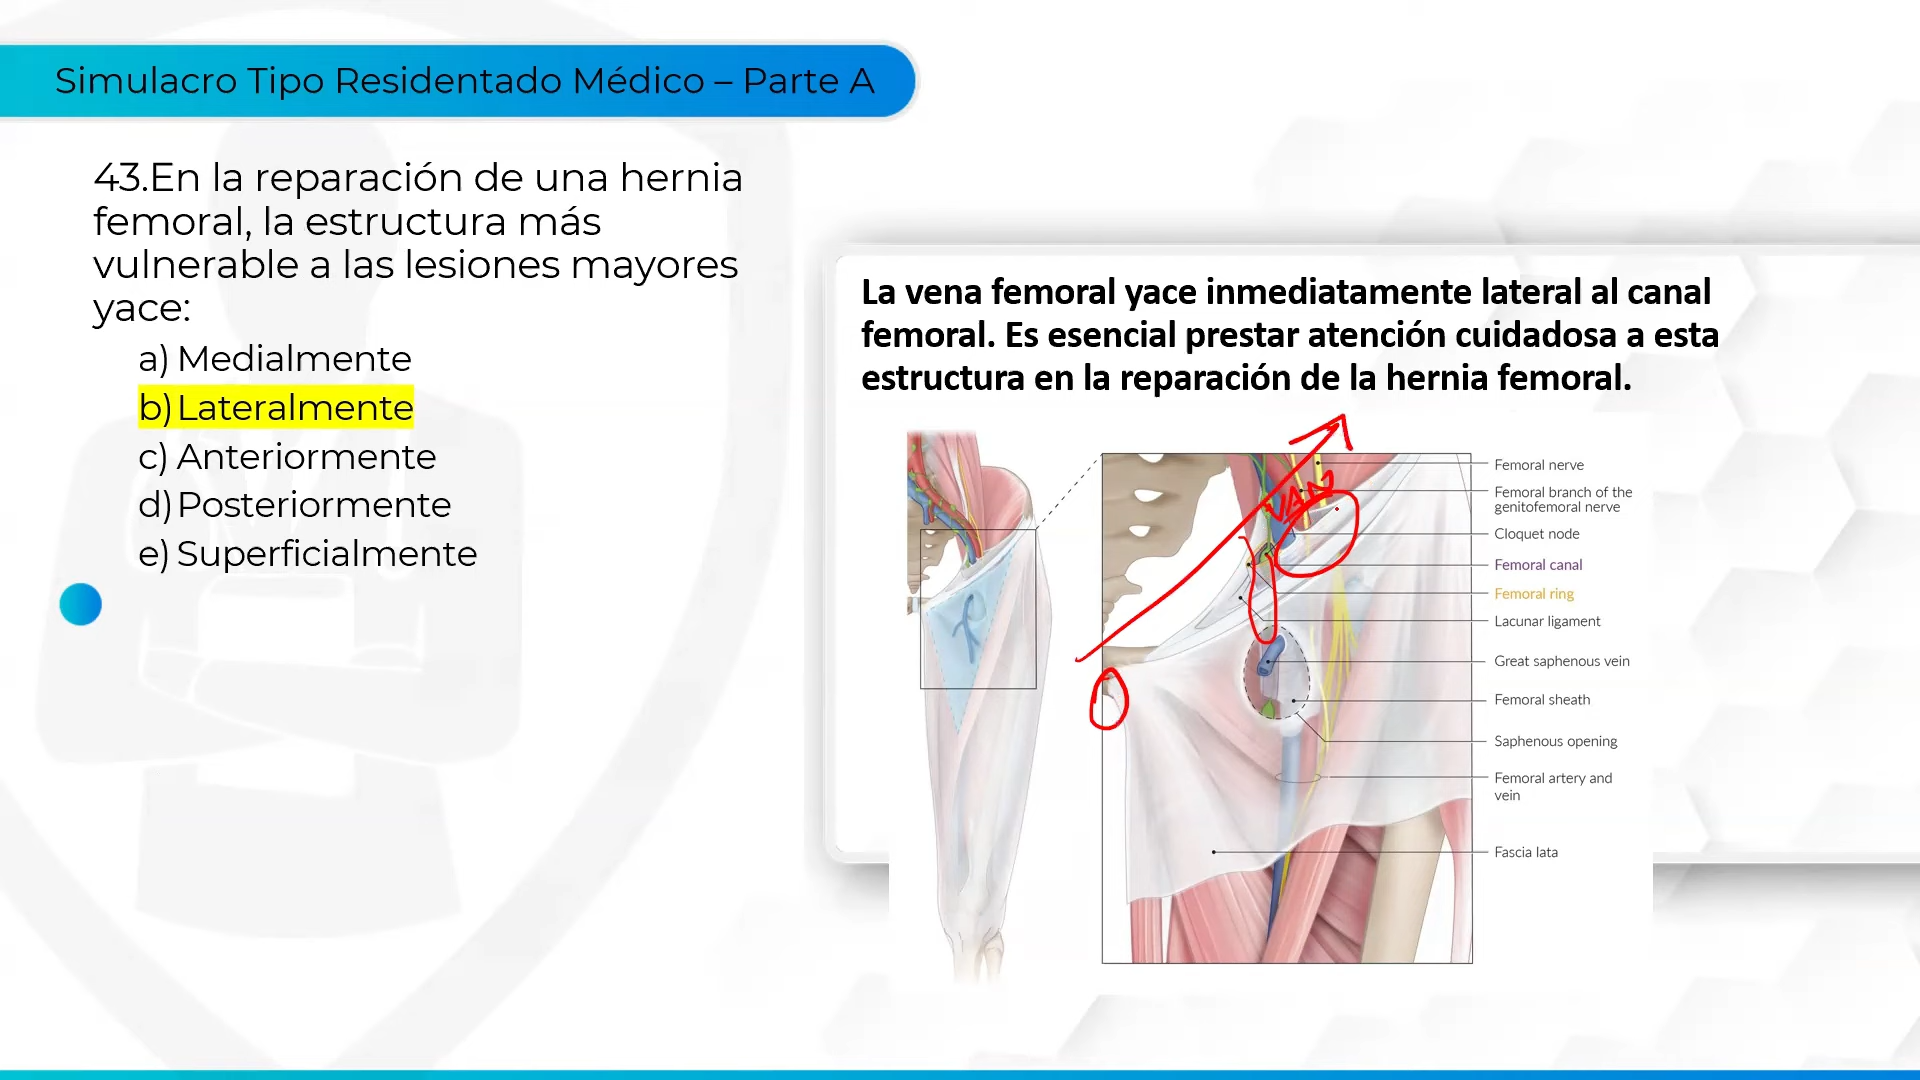 Simulacro Tipo Residentado Médico – Parte A
43.En la reparación de una hernia
femoral, la estructura más
vulnerable a las lesiones mayores
yace:
a) Medialmente
b) Lateralmente
c) Anteriormente
d) Posteriormente
e) Superficialmente
La vena femoral yace inmediatamente lateral al canal
femoral. Es esencial prestar atención cuidadosa a esta
estructura en la reparación de la hernia femoral.
VAN
Femoral nerve
Femoral branch of the
genitofemoral nerve
Cloquet node
Femoral canal
Femoral ring
Lacunar ligament
Great saphenous vein
Femoral sheath
Saphenous opening
Femoral artery and
vein
Fascia lata